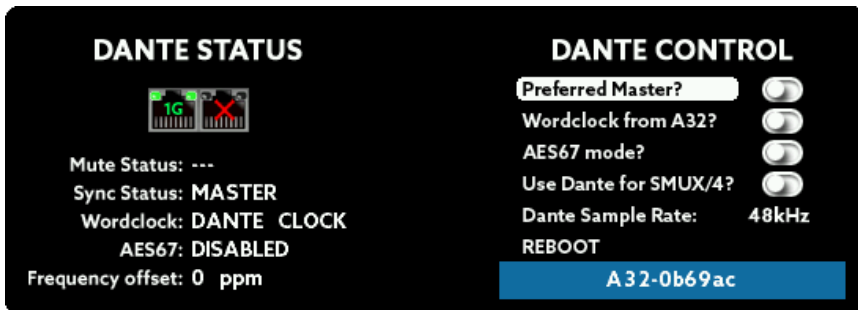 DANTE STATUS
1G
Mute Status: ---
Sync Status: MASTER
Wordclock: DANTE CLOCK
AES67: DISABLED
Frequency offset: 0 ppm
DANTE CONTROL
Preferred Master?
Wordclock from A32?
AES67 mode?
Use Dante for SMUX/4?
Dante Sample Rate: 48kHz
REBOOT
A32-0b69ac